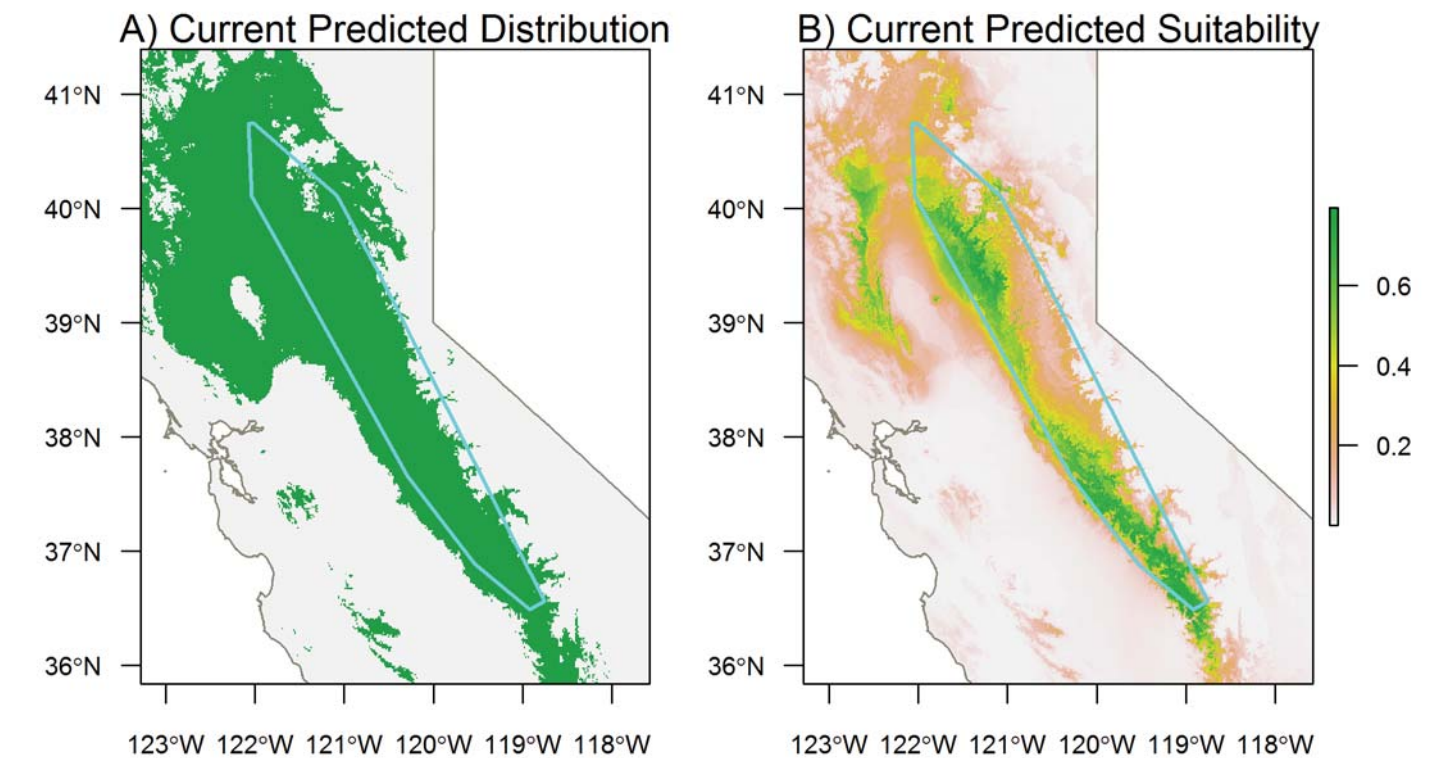 A) Current Predicted Distribution
41°N
40°N
39°N
38°N
37°N
36°N
123°W 122°W 121°W 120°W 119°W 118°W
B) Current Predicted Suitability
41°N
40°N
39°N
38°N
37°N
36°N
123°W 122°W 121°W 120°W 119°W 118°W
0.6
0.4
0.2